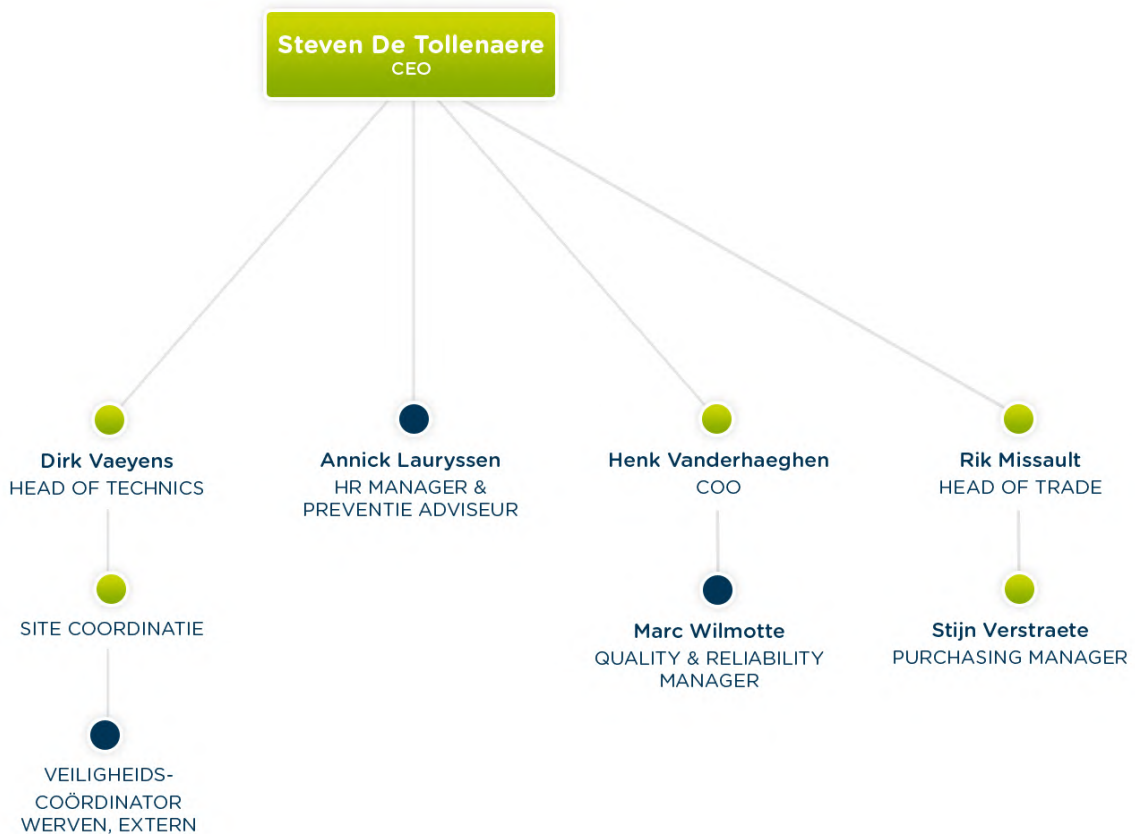 Steven De Tollenaere
CEO
Dirk Vaeyens
HEAD OF TECHNICS
Annick Lauryssen
HR MANAGER &
PREVENTIE ADVISEUR
Henk Vanderhaeghen
COO
Rik Missault
HEAD OF TRADE
SITE COORDINATIE
Marc Wilmotte
QUALITY & RELIABILITY
MANAGER
Stijn Verstraete
PURCHASING MANAGER
VEILIGHEIDS-
COÖRDINATOR
WERVEN, EXTERN